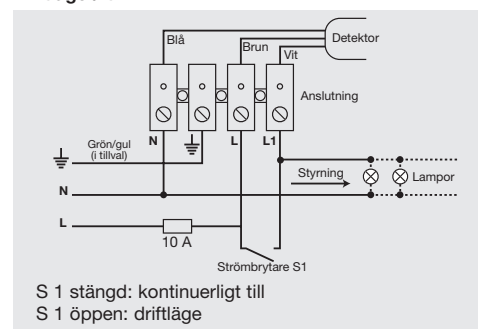 Blå
Detektor
Brun
Vit
Anslutning
Grön/gul
(i tillval)
N
L
L1
Styrning
Lampor
N
L
10 A
Strömbrytare S1
S 1 stängd: kontinuerligt till
S 1 öppen: driftläge